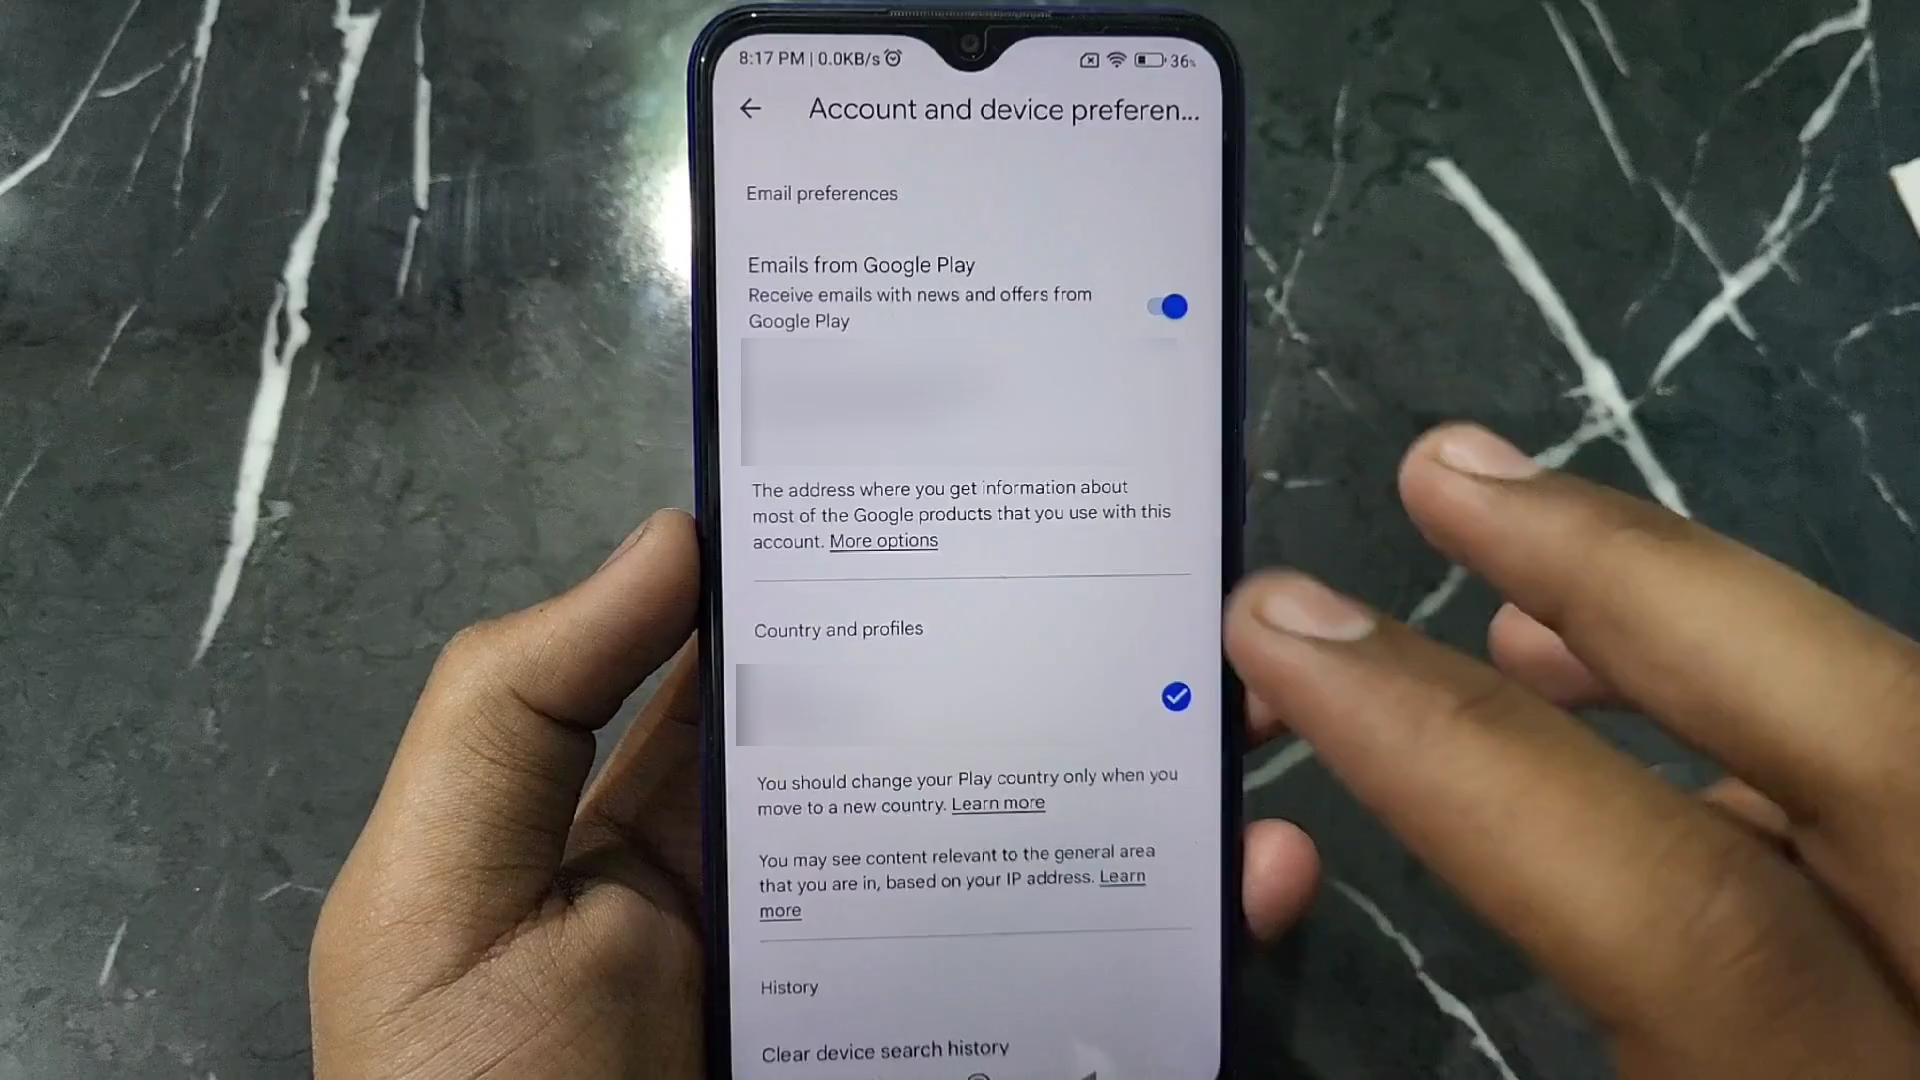 8:17 PM | 0.0KB/s
36%
Account and device preferen...
Email preferences
Emails from Google Play
Receive emails with news and offers from
Google Play
The address where you get information about
most of the Google products that you use with this
account. More options
Country and profiles
You should change your Play country only when you
move to a new country. Learn more
You may see content relevant to the general area
that you are in, based on your IP address. Learn
more
History
Clear device search history